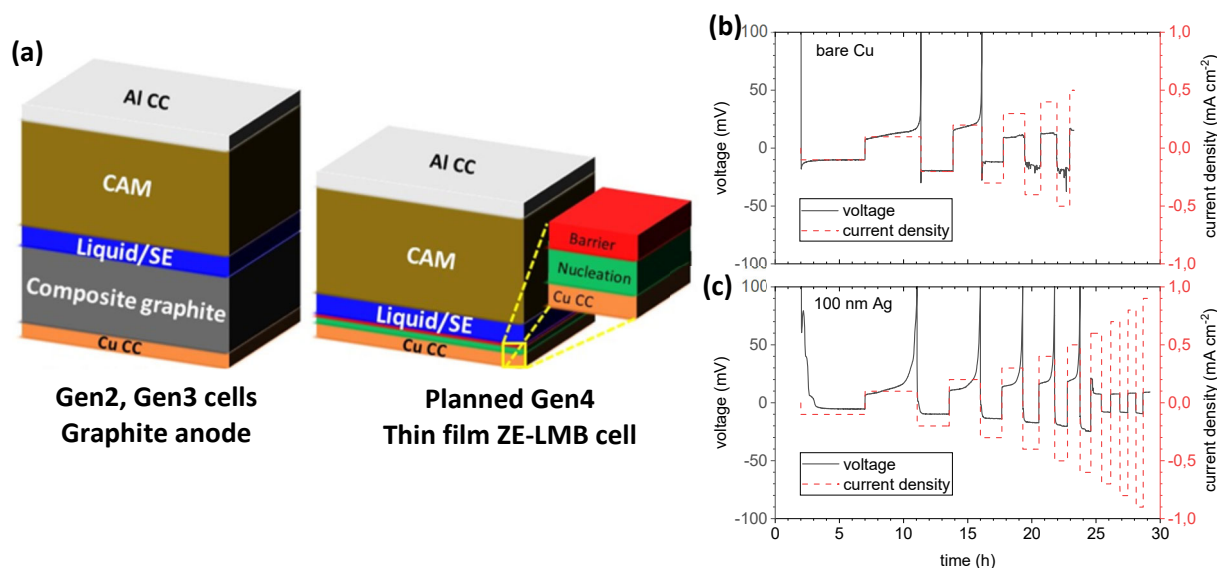 (a)
Al CC
CAM
Liquid/SE
Composite graphite
Cu CC
Gen2, Gen3 cells
Graphite anode
Al CC
CAM
Liquid/SE
Cu CC
Barrier
Nucleation
Cu CC
Planned Gen4
Thin film ZE-LMB cell
(b)
bare Cu
100
50
0
-50
-100
voltage (mV)
voltage
current density
1,0
0,5
0,0
-0,5
-1,0
current density (mA cm-2)
(c)
100 nm Ag
100
50
0
-50
-100
voltage (mV)
voltage
current density
1,0
0,5
0,0
-0,5
-1,0
current density (mA cm-2)
0 5 10 15 20 25 30
time (h)